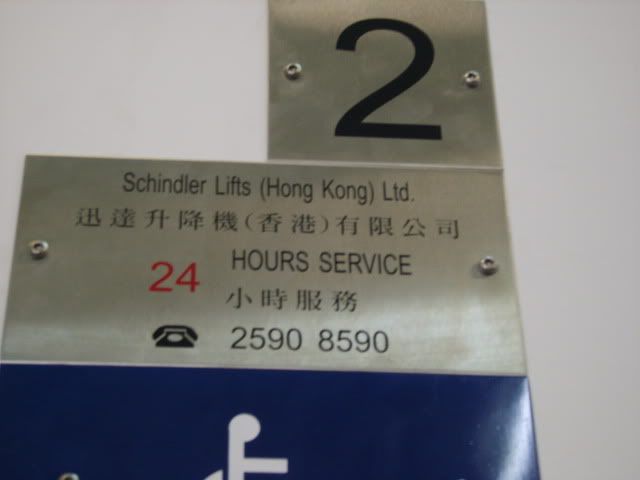 2
Schindler Lifts (Hong Kong) Ltd.
迅達升降機(香港)有限公司
24 HOURS SERVICE
小時服務
2590 8590